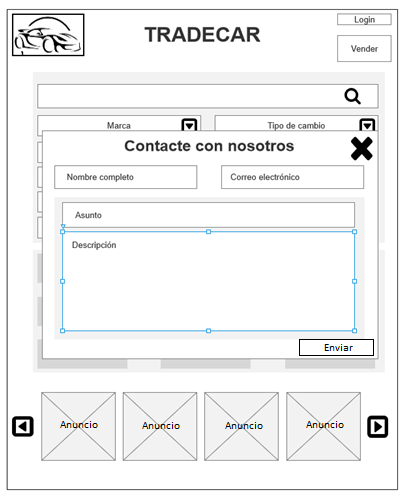 TRADECAR
Login
Vender
Marca
Tipo de cambio
Contacte con nosotros
Nombre completo
Correo electrónico
Asunto
Descripción
Enviar
Anuncio
Anuncio
Anuncio
Anuncio